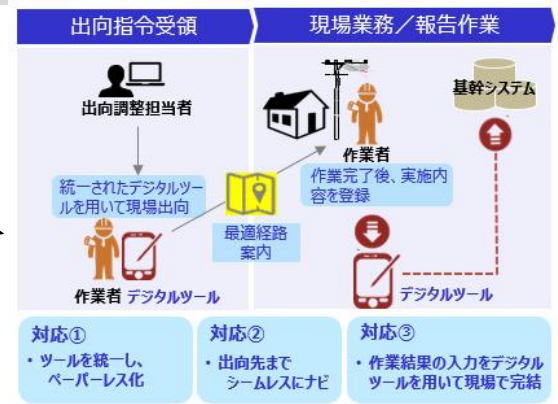 出向指令受領
現場業務／報告作業
出向調整担当者
統一されたデジタルツー
ルを用いて現場出向
作業者 デジタルツール
最適経路
案内
作業者
作業完了後、実施内
容を登録
基幹システム
デジタルツール
対応①
・ ツールを統一し、
ペーパーレス化
対応②
・ 出向先まで
シームレスにナビ
対応③
・ 作業結果の入力をデジタル
ツールを用いて現場で完結